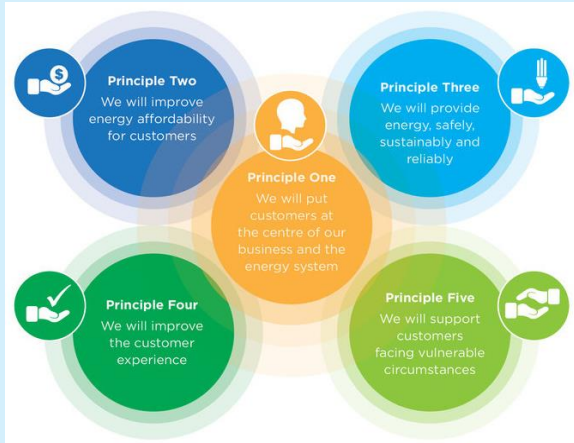 Principle Two
We will improve
energy affordability
for customers
Principle Three
We will provide
energy, safely,
sustainably and
reliably
Principle One
We will put
customers at
the centre of our
business and the
energy system
Principle Four
We will improve
the customer
experience
Principle Five
We will support
customers
facing vulnerable
circumstances
$